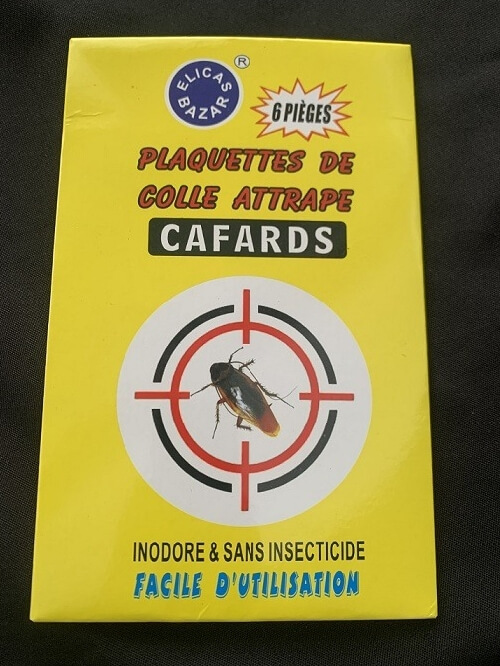 ELICAS
BAZAR
®
6 PIÈGES
PLAQUETTES DE
COLLE ATTRAPE
CAFARDS
INODORE & SANS INSECTICIDE
FACILE D'UTILISATION